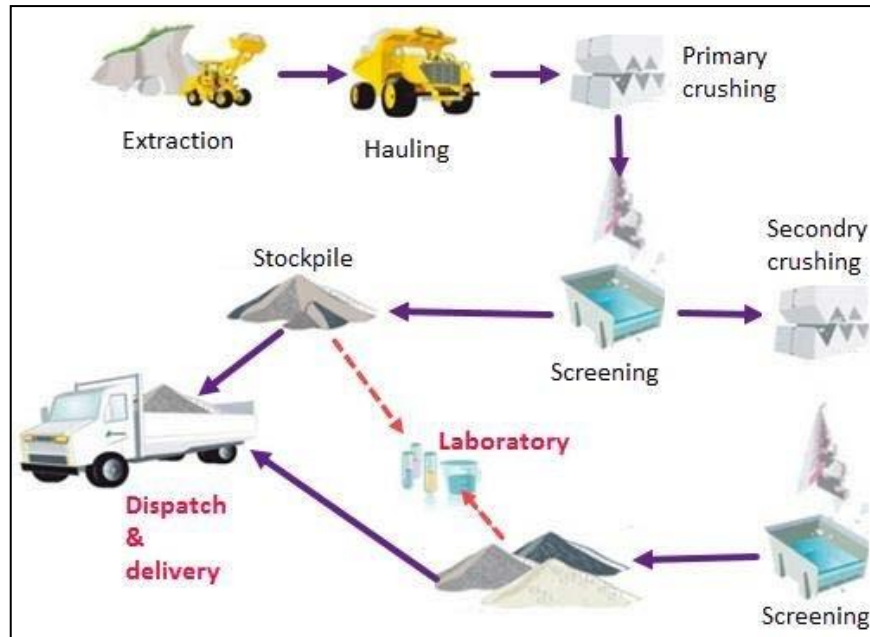 Extraction
Hauling
Primary
crushing
Stockpile
Screening
Secondry
crushing
Laboratory
Dispatch
&
delivery
Screening